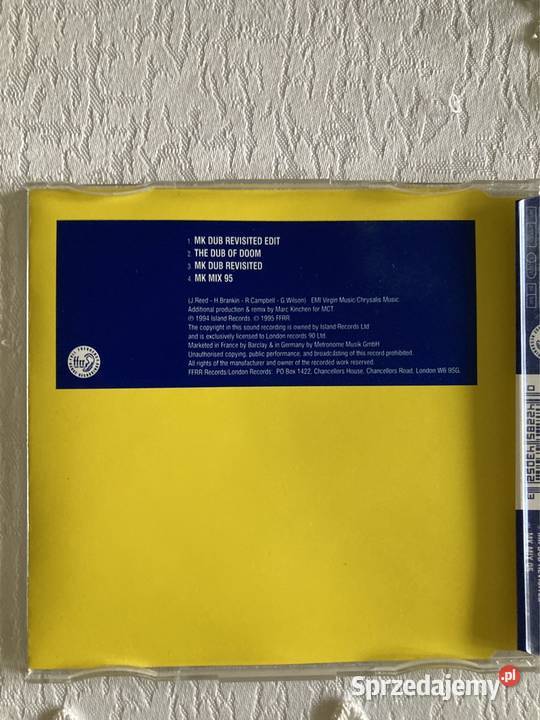 1. MK DUB REVISITED EDIT
2. THE DUB OF DOOM
3. MK DUB REVISITED
4. MK MIX 95
(J.Reed - H.Brankin - R.Campbell - G.Wilson) EMI Virgin Music/Chrysalis Music
Additional production & remix by Marc Kinchen for MCT
℗ 1994 Island Records. © 1995 FFRR
The copyright in this sound recording is owned by Island Records Ltd
and is exclusively licensed to London records 90 Ltd.
Marketed in France by Barclay & in Germany by Metronome Musik GmbH
Unauthorised copying, public performance, and broadcasting of this record prohibited.
All rights of the manufacturer and owner of the recorded work reserved.
FFRR Records/London Records: PO Box 1422, Chancellors House, Chancellors Road, London W6 9SG.
ffrr
Sprzedajemy.pl